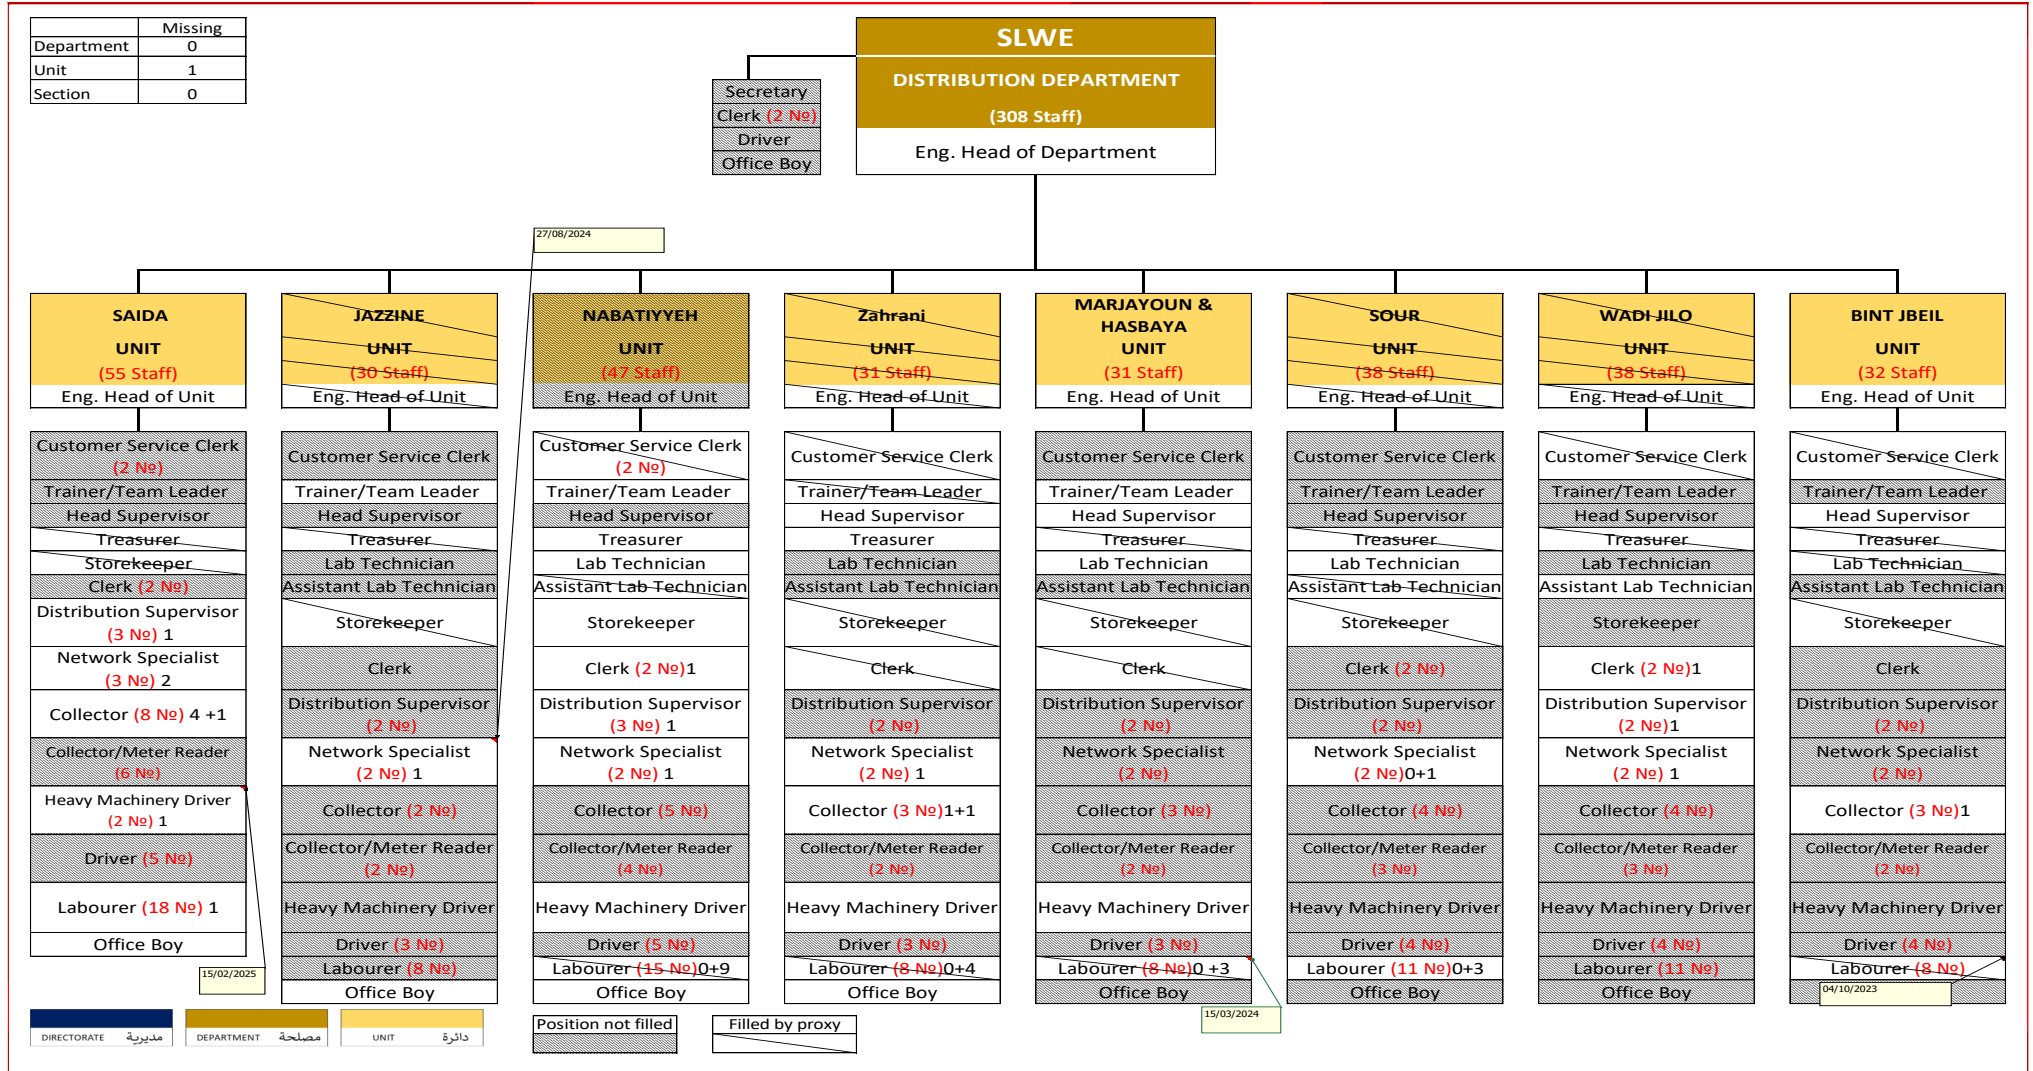 Missing
Department 0
Unit 1
Section 0
SLWE
DISTRIBUTION DEPARTMENT
(308 Staff)
Eng. Head of Department
Secretary
Clerk (2 №)
Driver
Office Boy
27/08/2024
SAIDA
UNIT
(55 Staff)
Eng. Head of Unit
Customer Service Clerk
(2 №)
Trainer/Team Leader
Head Supervisor
Treasurer
Storekeeper
Clerk (2 №)
Distribution Supervisor
(3 №) 1
Network Specialist
(3 №) 2
Collector (8 №) 4 +1
Collector/Meter Reader
(6 №)
Heavy Machinery Driver
(2 №) 1
Driver (5 №)
Labourer (18 №) 1
Office Boy
15/02/2025
JAZZINE
UNIT
(30 Staff)
Eng. Head of Unit
Customer Service Clerk
Trainer/Team Leader
Head Supervisor
Treasurer
Lab Technician
Assistant Lab Technician
Storekeeper
Clerk
Distribution Supervisor
(2 №)
Network Specialist
(2 №) 1
Collector (2 №)
Collector/Meter Reader
(2 №)
Heavy Machinery Driver
Driver (3 №)
Labourer (8 №)
Office Boy
NABATIYYEH
UNIT
(47 Staff)
Eng. Head of Unit
Customer Service Clerk
(2 №)
Trainer/Team Leader
Head Supervisor
Treasurer
Lab Technician
Assistant Lab Technician
Storekeeper
Clerk (2 №)1
Distribution Supervisor
(3 №) 1
Network Specialist
(2 №) 1
Collector (5 №)
Collector/Meter Reader
(4 №)
Heavy Machinery Driver
Driver (5 №)
Labourer (15 №)0+9
Office Boy
Zahrani
UNIT
(31 Staff)
Eng. Head of Unit
Customer Service Clerk
Trainer/Team Leader
Head Supervisor
Treasurer
Lab Technician
Assistant Lab Technician
Storekeeper
Clerk
Distribution Supervisor
(2 №)
Network Specialist
(2 №) 1
Collector (3 №)1+1
Collector/Meter Reader
(2 №)
Heavy Machinery Driver
Driver (3 №)
Labourer (8 №)0+4
Office Boy
MARJAYOUN &
HASBAYA
UNIT
(31 Staff)
Eng. Head of Unit
Customer Service Clerk
Trainer/Team Leader
Head Supervisor
Treasurer
Lab Technician
Assistant Lab Technician
Storekeeper
Clerk
Distribution Supervisor
(2 №)
Network Specialist
(2 №)
Collector (3 №)
Collector/Meter Reader
(2 №)
Heavy Machinery Driver
Driver (3 №)
Labourer (8 №)0 +3
Office Boy
15/03/2024
SOUR
UNIT
(38 Staff)
Eng. Head of Unit
Customer Service Clerk
Trainer/Team Leader
Head Supervisor
Treasurer
Lab Technician
Assistant Lab Technician
Storekeeper
Clerk (2 №)
Distribution Supervisor
(2 №)
Network Specialist
(2 №)0+1
Collector (4 №)
Collector/Meter Reader
(3 №)
Heavy Machinery Driver
Driver (4 №)
Labourer (11 №)0+3
Office Boy
WADI JILO
UNIT
(38 Staff)
Eng. Head of Unit
Customer Service Clerk
Trainer/Team Leader
Head Supervisor
Treasurer
Lab Technician
Assistant Lab Technician
Storekeeper
Clerk (2 №)1
Distribution Supervisor
(2 №)1
Network Specialist
(2 №) 1
Collector (4 №)
Collector/Meter Reader
(3 №)
Heavy Machinery Driver
Driver (4 №)
Labourer (11 №)
Office Boy
BINT JBEIL
UNIT
(32 Staff)
Eng. Head of Unit
Customer Service Clerk
Trainer/Team Leader
Head Supervisor
Treasurer
Lab Technician
Assistant Lab Technician
Storekeeper
Clerk
Distribution Supervisor
(2 №)
Network Specialist
(2 №)
Collector (3 №)1
Collector/Meter Reader
(2 №)
Heavy Machinery Driver
Driver (4 №)
Labourer (8 №)
04/10/2023
DIRECTORATE مديرية
DEPARTMENT مصلحة
UNIT دائرة
Position not filled
Filled by proxy